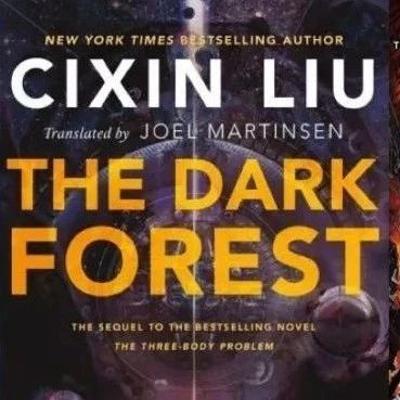 NEW YORK TIMES BESTSELLING AUTHOR
CIXIN LIU
Translated by JOEL MARTINSEN
THE DARK
FOREST
THE SEQUEL TO THE BESTSELLING NOVEL
THE THREE-BODY PROBLEM